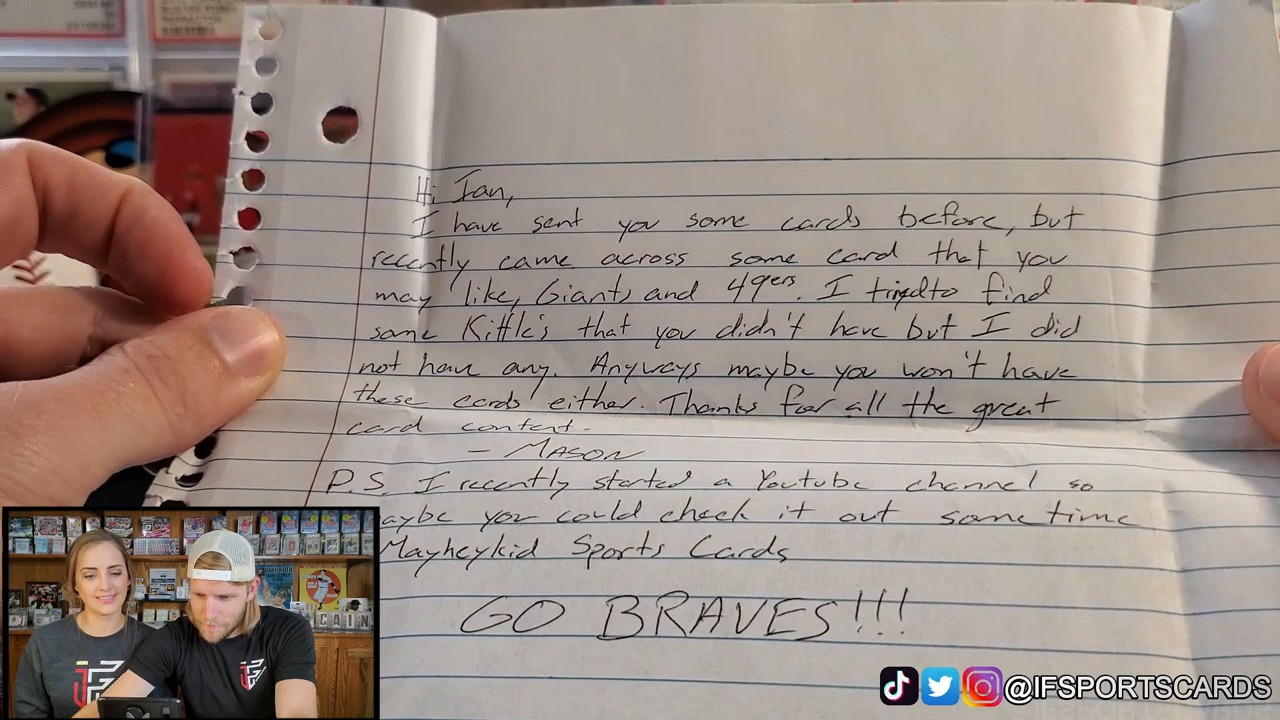 Hi Ian,
I have sent you some cards before, but
recently came across some card that you
may like, Giants and 49ers. I tried to find
some Kittle's that you didn't have but I did
not have any. Anyways maybe you won't have
these cards either. Thanks for all the great
card content.
- MASON
P.S. I recently started a Youtube channel so
aybe you could check it out sometime
Mayheykid Sports Cards
GO BRAVES!!!
CAIN
@IFSPORTSCARDS